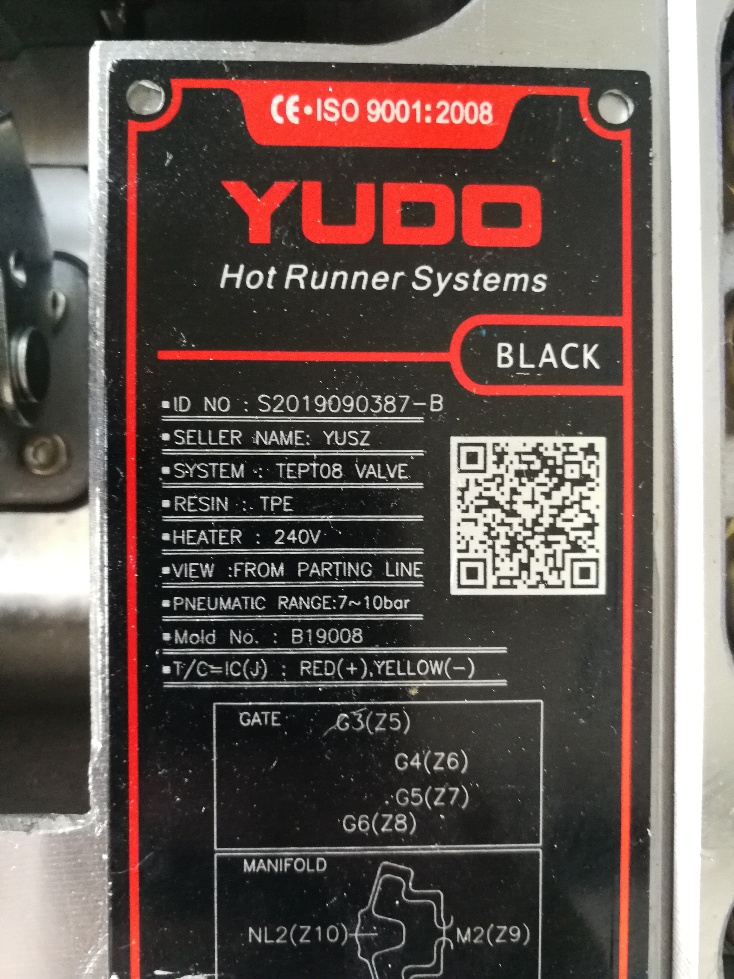 CE•ISO 9001:2008
YUDO
Hot Runner Systems
BLACK
▪ID NO : S2019090387-B
▪SELLER NAME: YUSZ
▪SYSTEM : TEPT08 VALVE
▪RESIN : TPE
▪HEATER : 240V
▪VIEW :FROM PARTING LINE
▪PNEUMATIC RANGE:7~10bar
▪Mold No. : B19008
▪T/C=IC(J) : RED(+),YELLOW(-)
GATE G3(Z5)
G4(Z6)
G5(Z7)
G6(Z8)
MANIFOLD
NL2(Z10) M2(Z9)